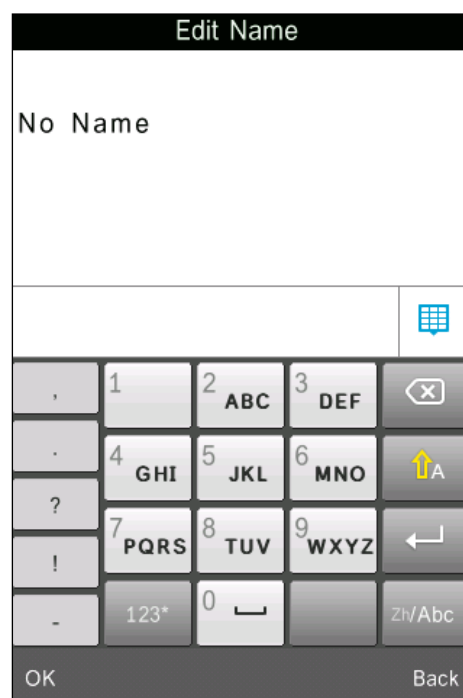 Edit Name
No Name
, 1 2 ABC 3 DEF
. 4 GHI 5 JKL 6 MNO A
? 7 PQRS 8 TUV 9 WXYZ
!
- 123* 0 Zh/Abc
OK Back